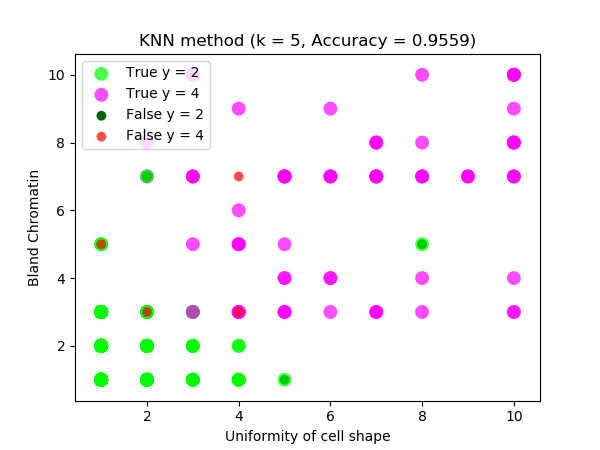 KNN method (k = 5, Accuracy = 0.9559)
True y = 2
True y = 4
False y = 2
False y = 4
10
8
6
4
2
Bland Chromatin
2 4 6 8 10
Uniformity of cell shape